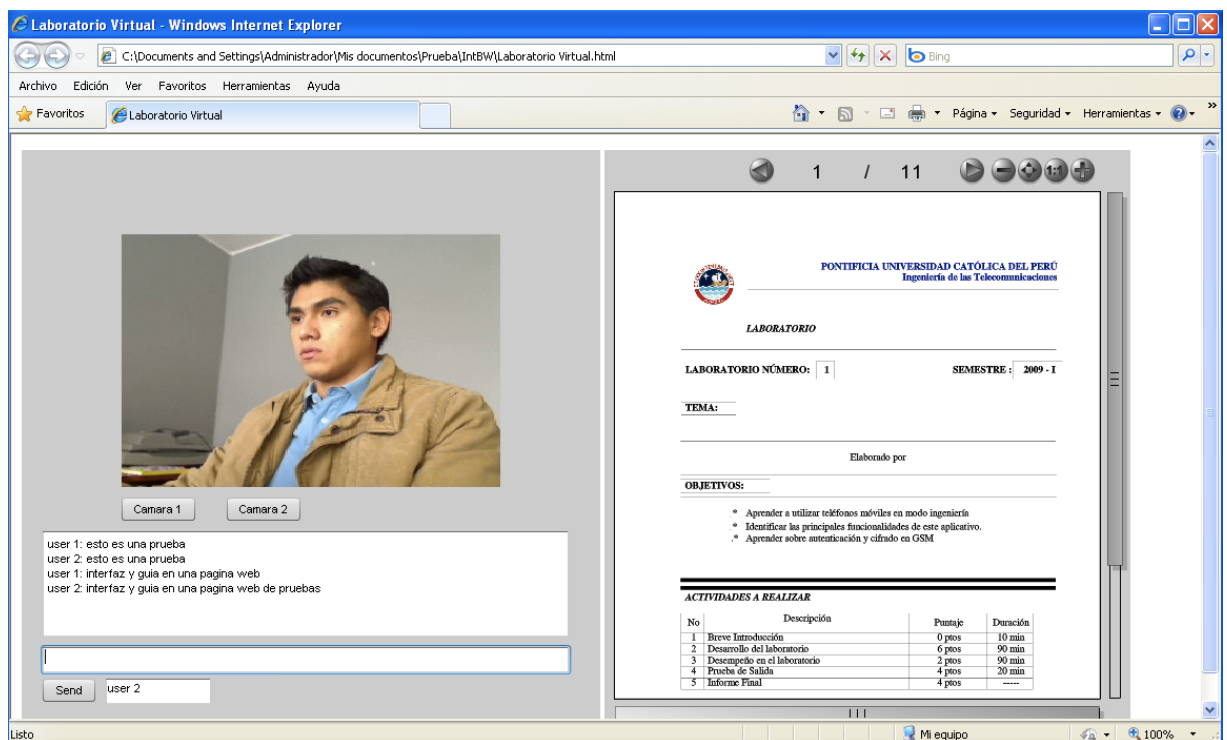 Laboratorio Virtual - Windows Internet Explorer
C:\Documents and Settings\Administrador\Mis documentos\Prueba\IntBW\Laboratorio Virtual.html
Bing
Archivo Edición Ver Favoritos Herramientas Ayuda
Favoritos Laboratorio Virtual Página Seguridad Herramientas
1 / 11 1:1
PONTIFICIA UNIVERSIDAD CATÓLICA DEL PERÚ
Ingeniería de las Telecomunicaciones
LABORATORIO
LABORATORIO NÚMERO: 1 SEMESTRE : 2009 - I
TEMA:
Elaborado por
OBJETIVOS:
* Aprender a utilizar teléfonos móviles en modo ingeniería
* Identificar las principales funcionalidades de este aplicativo.
.* Aprender sobre autenticación y cifrado en GSM
ACTIVIDADES A REALIZAR
No Descripción Puntaje Duración
1 Breve Introducción 0 ptos 10 min
2 Desarrollo del laboratorio 6 ptos 90 min
3 Desempeño en el laboratorio 2 ptos 90 min
4 Prueba de Salida 4 ptos 20 min
5 Informe Final 4 ptos -----
Camara 1 Camara 2
user 1: esto es una prueba
user 2: esto es una prueba
user 1: interfaz y guia en una pagina web
user 2: interfaz y guia en una pagina web de pruebas
Send user 2
Listo Mi equipo 100%